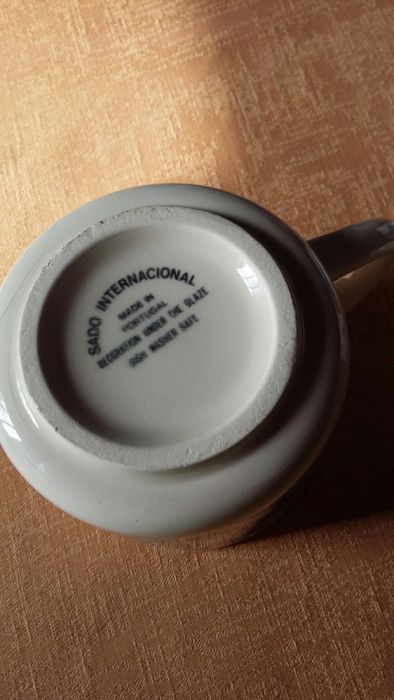 SADO INTERNACIONAL
MADE IN
PORTUGAL
DECORATION UNDER THE GLAZE
DISH WASHER SAFE